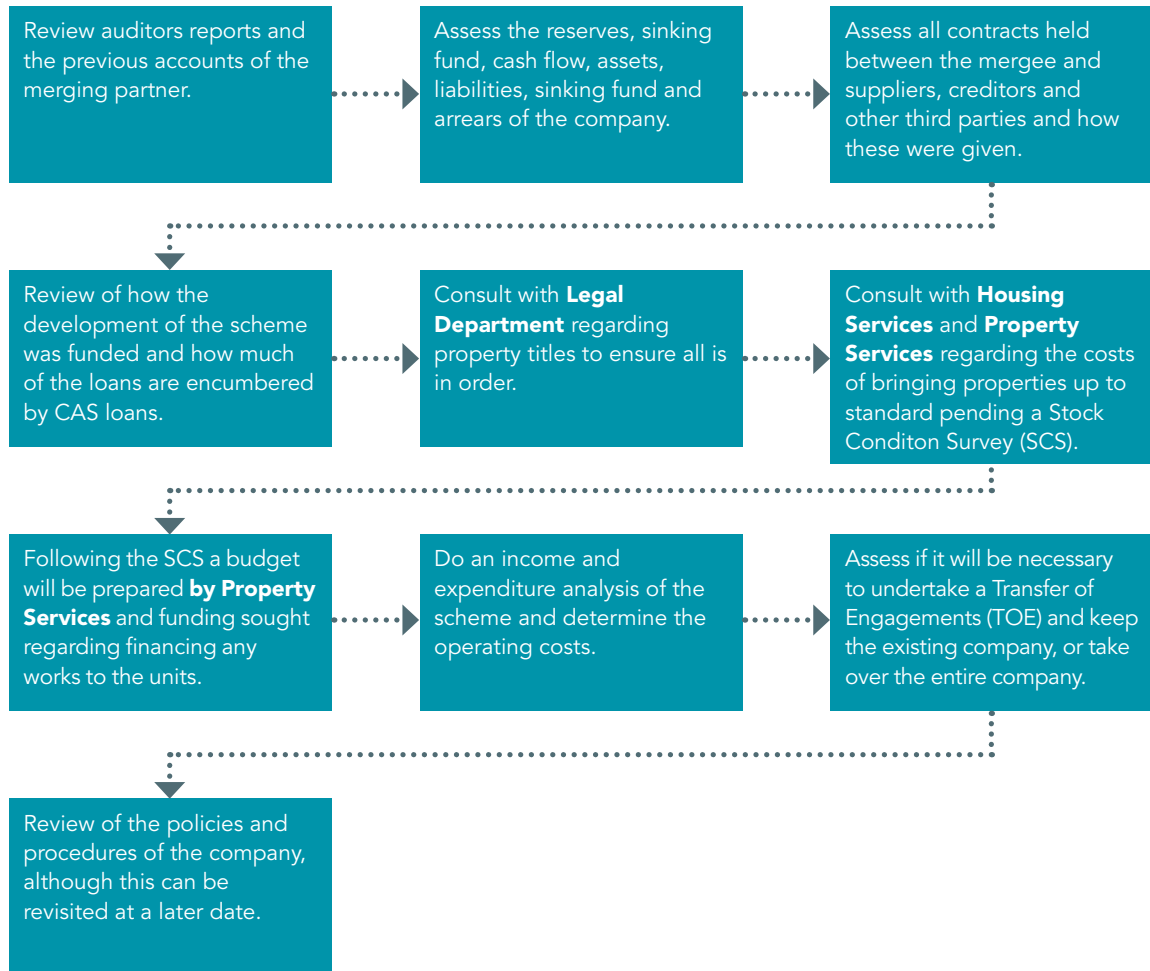 Review auditors reports and
the previous accounts of the
merging partner.
Assess the reserves, sinking
fund, cash flow, assets,
liabilities, sinking fund and
arrears of the company.
Assess all contracts held
between the mergee and
suppliers, creditors and
other third parties and how
these were given.
Review of how the
development of the scheme
was funded and how much
of the loans are encumbered
by CAS loans.
Consult with Legal
Department regarding
property titles to ensure all is
in order.
Consult with Housing
Services and Property
Services regarding the costs
of bringing properties up to
standard pending a Stock
Conditon Survey (SCS).
Following the SCS a budget
will be prepared by Property
Services and funding sought
regarding financing any
works to the units.
Do an income and
expenditure analysis of the
scheme and determine the
operating costs.
Assess if it will be necessary
to undertake a Transfer of
Engagements (TOE) and keep
the existing company, or take
over the entire company.
Review of the policies and
procedures of the company,
although this can be
revisited at a later date.